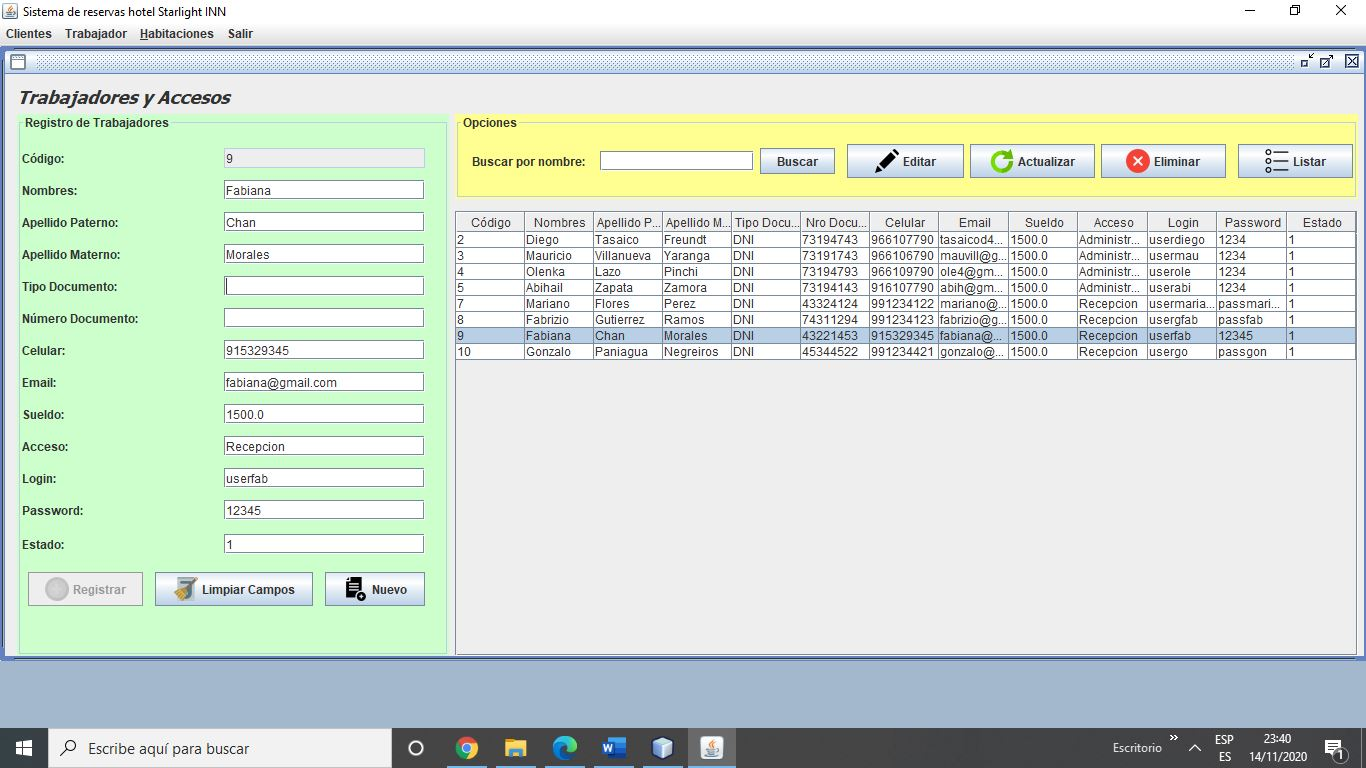 Sistema de reservas hotel Starlight INN
Clientes Trabajador Habitaciones Salir
Trabajadores y Accesos
Registro de Trabajadores
Código: 9
Nombres: Fabiana
Apellido Paterno: Chan
Apellido Materno: Morales
Tipo Documento:
Número Documento:
Celular: 915329345
Email: fabiana@gmail.com
Sueldo: 1500.0
Acceso: Recepcion
Login: userfab
Password: 12345
Estado: 1
Registrar Limpiar Campos Nuevo
Opciones
Buscar por nombre: Buscar Editar Actualizar Eliminar Listar
Código Nombres Apellido P... Apellido M... Tipo Docu... Nro Docu... Celular Email Sueldo Acceso Login Password Estado
2 Diego Tasaico Freundt DNI 73194743 966107790 tasaicod4... 1500.0 Administr... userdiego 1234 1
3 Mauricio Villanueva Yaranga DNI 73191743 966106790 mauvill@g... 1500.0 Administr... usermau 1234 1
4 Olenka Lazo Pinchi DNI 73194793 966109790 ole4@gm... 1500.0 Administr... userole 1234 1
5 Abihail Zapata Zamora DNI 73194143 916107790 abih@gm... 1500.0 Administr... userabi 1234 1
7 Mariano Flores Perez DNI 43324124 991234122 mariano@... 1500.0 Recepcion usermaria... passmari... 1
8 Fabrizio Gutierrez Ramos DNI 74311294 991234123 fabrizio@g... 1500.0 Recepcion usergfab passfab 1
9 Fabiana Chan Morales DNI 43221453 915329345 fabiana@... 1500.0 Recepcion userfab 12345 1
10 Gonzalo Paniagua Negreiros DNI 45344522 991234421 gonzalo@... 1500.0 Recepcion usergo passgon 1
Escribe aquí para buscar
Escritorio
ESP
ES
23:40
14/11/2020
1